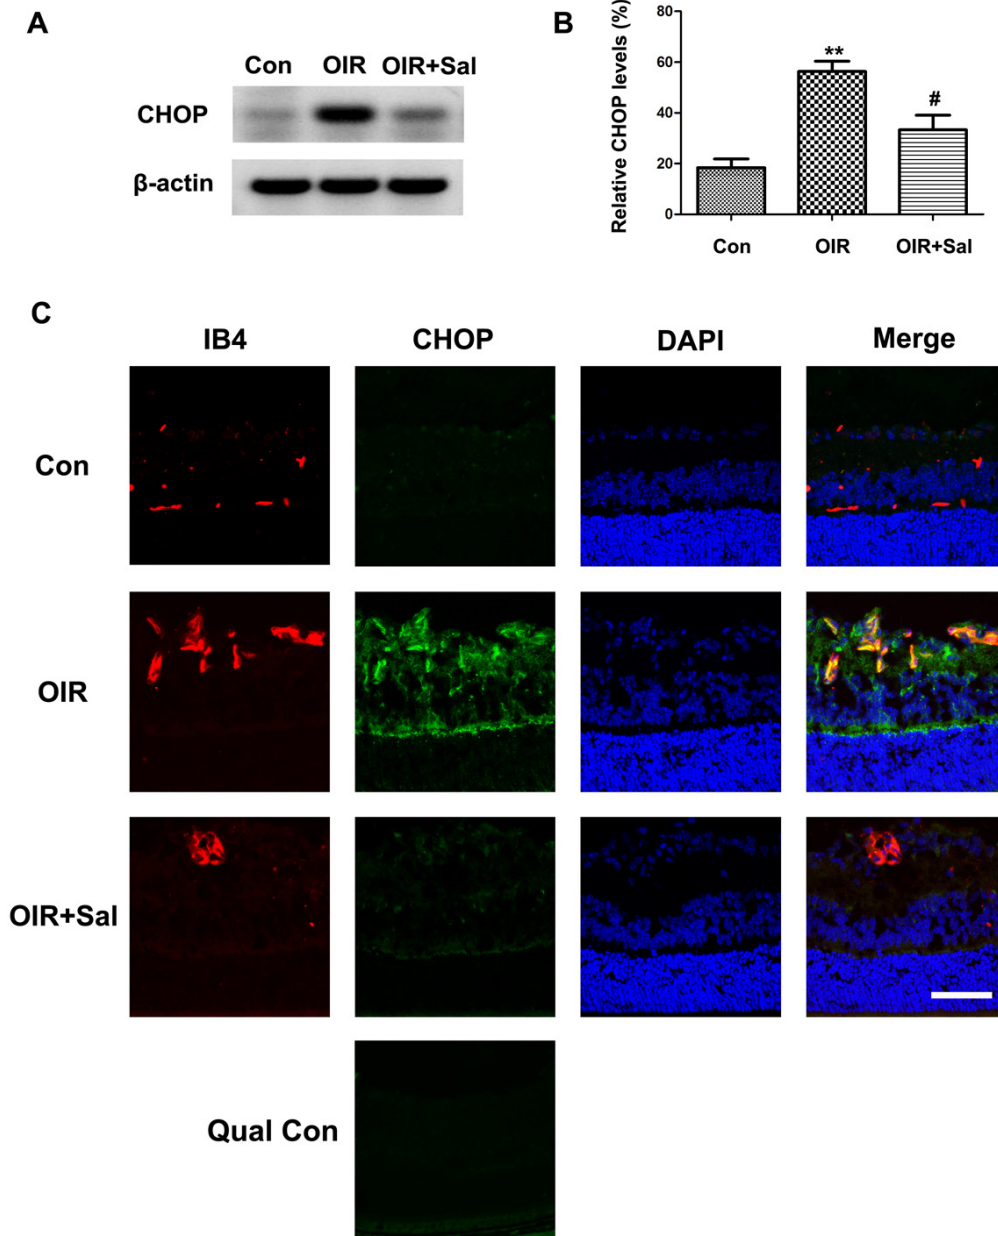 A
Con OIR OIR+Sal
CHOP
β-actin
B
Relative CHOP levels (%)
80
60
40
20
0
**
#
Con OIR OIR+Sal
C
IB4 CHOP DAPI Merge
Con
OIR
OIR+Sal
Qual Con